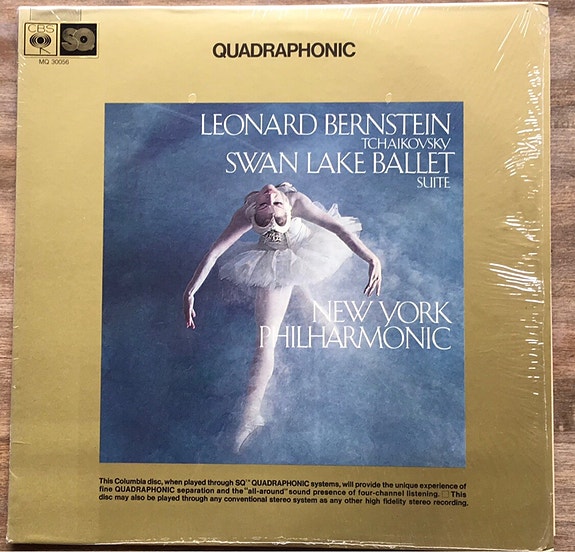 CBS
SQ
MQ 30056
QUADRAPHONIC
LEONARD BERNSTEIN
TCHAIKOVSKY
SWAN LAKE BALLET
SUITE
NEW YORK
PHILHARMONIC
This Columbia disc, when played through SQ™ QUADRAPHONIC systems, will provide the unique experience of
fine QUADRAPHONIC separation and the "all-around" sound presence of four-channel listening. □ This
disc may also be played through any conventional stereo system as any other high fidelity stereo recording.